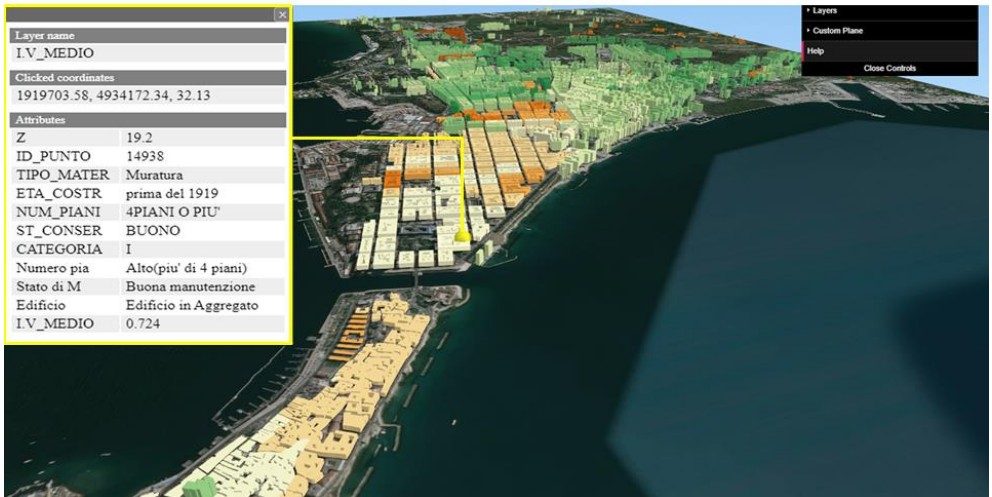 Layer name
I.V_MEDIO
Clicked coordinates
1919703.58, 4934172.34, 32.13
Attributes
Z 19.2
ID_PUNTO 14938
TIPO_MATER Muratura
ETA_COSTR prima del 1919
NUM_PIANI 4PIANI O PIU'
ST_CONSER BUONO
CATEGORIA I
Numero pia Alto(piu' di 4 piani)
Stato di M Buona manutenzione
Edificio Edificio in Aggregato
I.V_MEDIO 0.724
Layers
Custom Plane
Help
Close Controls